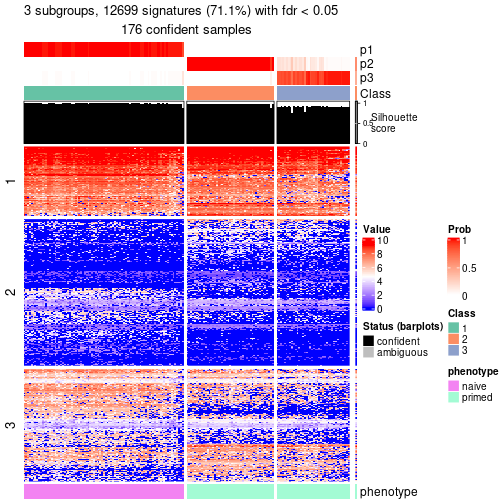 3 subgroups, 12699 signatures (71.1%) with fdr < 0.05
176 confident samples
p1
p2
p3
Class
1
0.5
0
Silhouette
score
1
2
3
phenotype
Value
10
8
6
4
2
0
Status (barplots)
confident
ambiguous
Prob
1
0.5
0
Class
1
2
3
phenotype
naive
primed